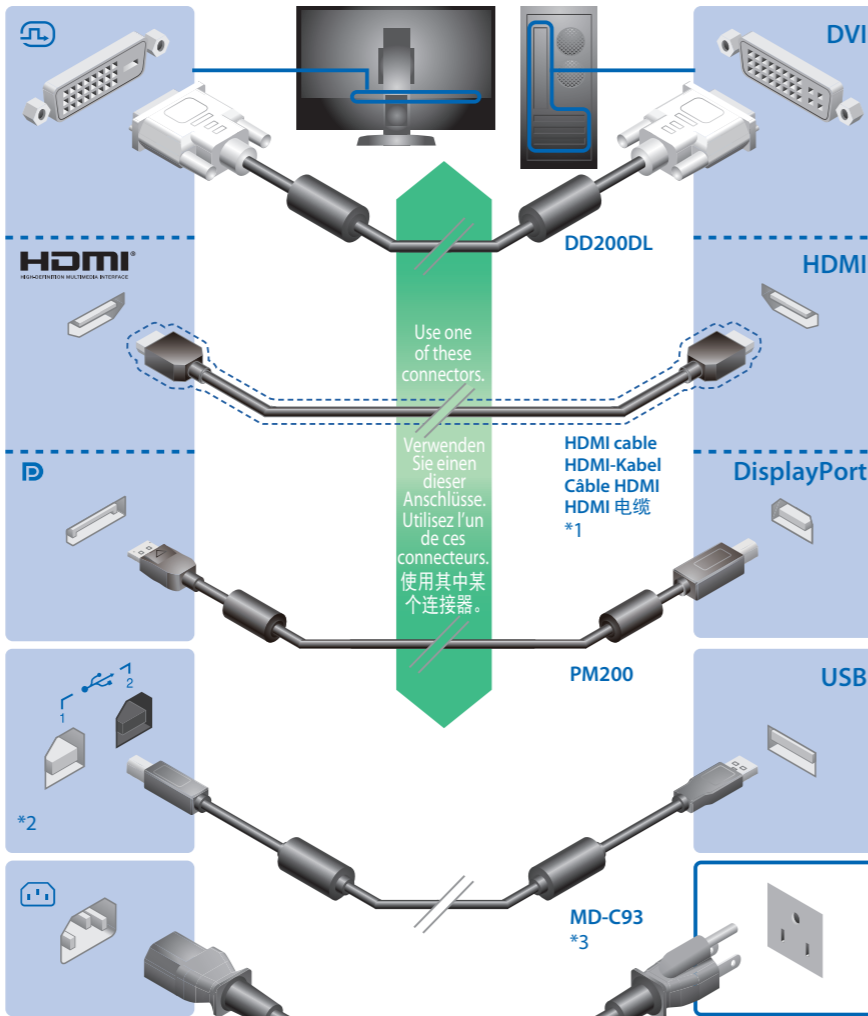 DVI
DD200DL
HDMI®
HIGH-DEFINITION MULTIMEDIA INTERFACE
HDMI
Use one
of these
connectors.
Verwenden
Sie einen
dieser
Anschlüsse.
Utilisez l'un
de ces
connecteurs.
使用其中某
个连接器。
HDMI cable
HDMI-Kabel
Câble HDMI
HDMI 电缆
*1
DisplayPort
PM200
1
2
*2
USB
MD-C93
*3